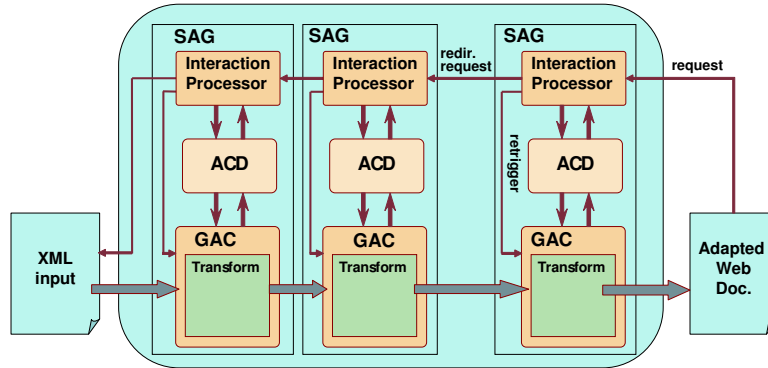 SAG
SAG
SAG
Interaction
Processor
Interaction
Processor
redir.
request
Interaction
Processor
request
ACD
ACD
retrigger
ACD
XML
input
GAC
Transform
GAC
Transform
GAC
Transform
Adapted
Web
Doc.